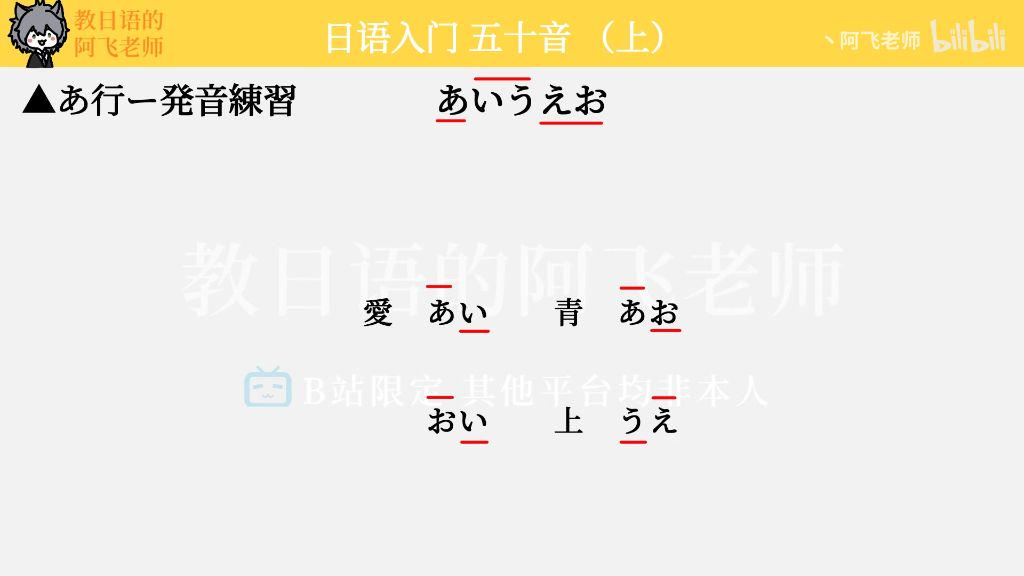 教日语的
阿飞老师
日语入门 五十音 （上）
丶阿飞老师 bilibili
▲あ行ー発音練習 あいうえお
教日语的阿飞老师
愛 あい 青 あお
B站限定 其他平台均非本人
おい 上 うえ